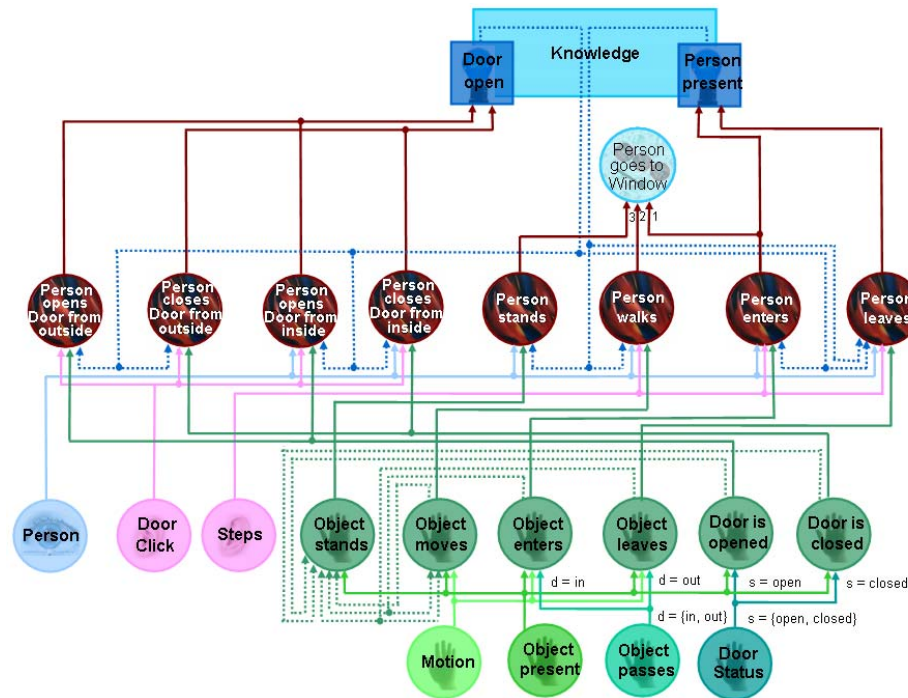 Door
open
Knowledge
Person
present
Person
goes to
Window
3 2 1
Person
opens
Door from
outside
Person
closes
Door from
outside
Person
opens
Door from
inside
Person
closes
Door from
inside
Person
stands
Person
walks
Person
enters
Person
leaves
Person
Door
Click
Steps
Object
stands
Object
moves
Object
enters
Object
leaves
Door is
opened
Door is
closed
d = in
d = out
s = open
s = closed
d = {in, out}
s = {open, closed}
Motion
Object
present
Object
passes
Door
Status